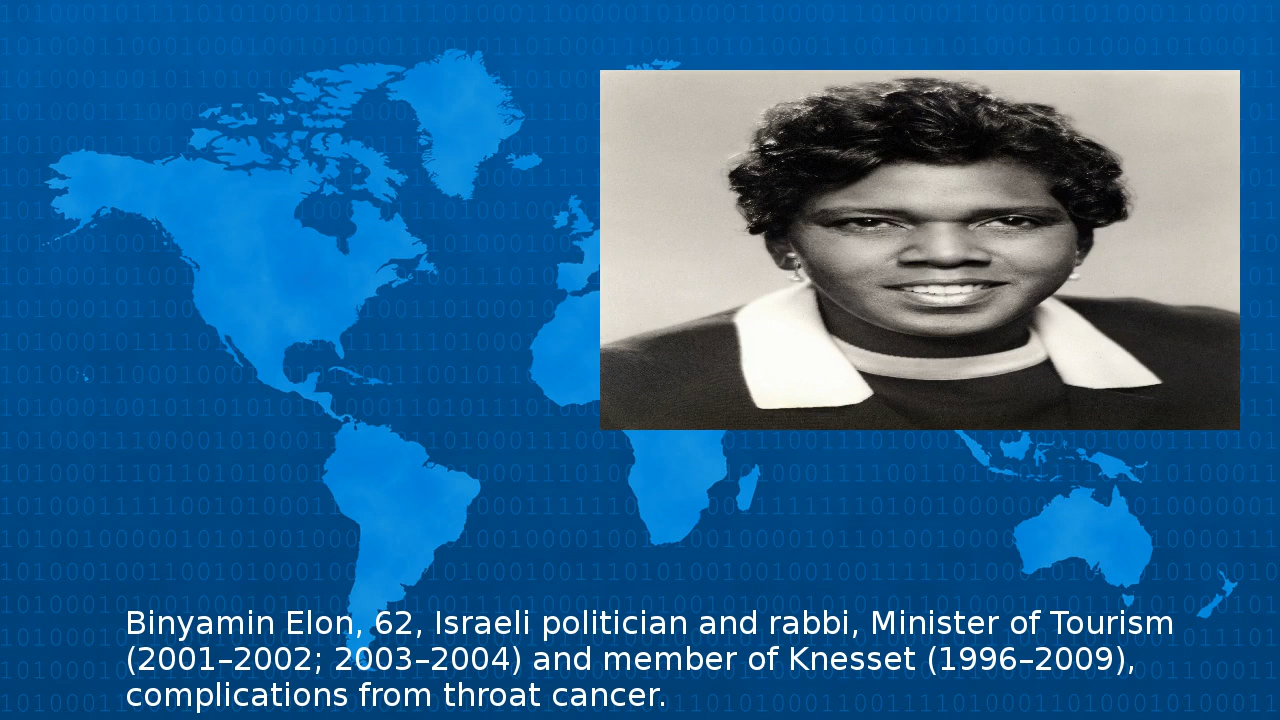 Binyamin Elon, 62, Israeli politician and rabbi, Minister of Tourism
(2001–2002; 2003–2004) and member of Knesset (1996–2009),
complications from throat cancer.